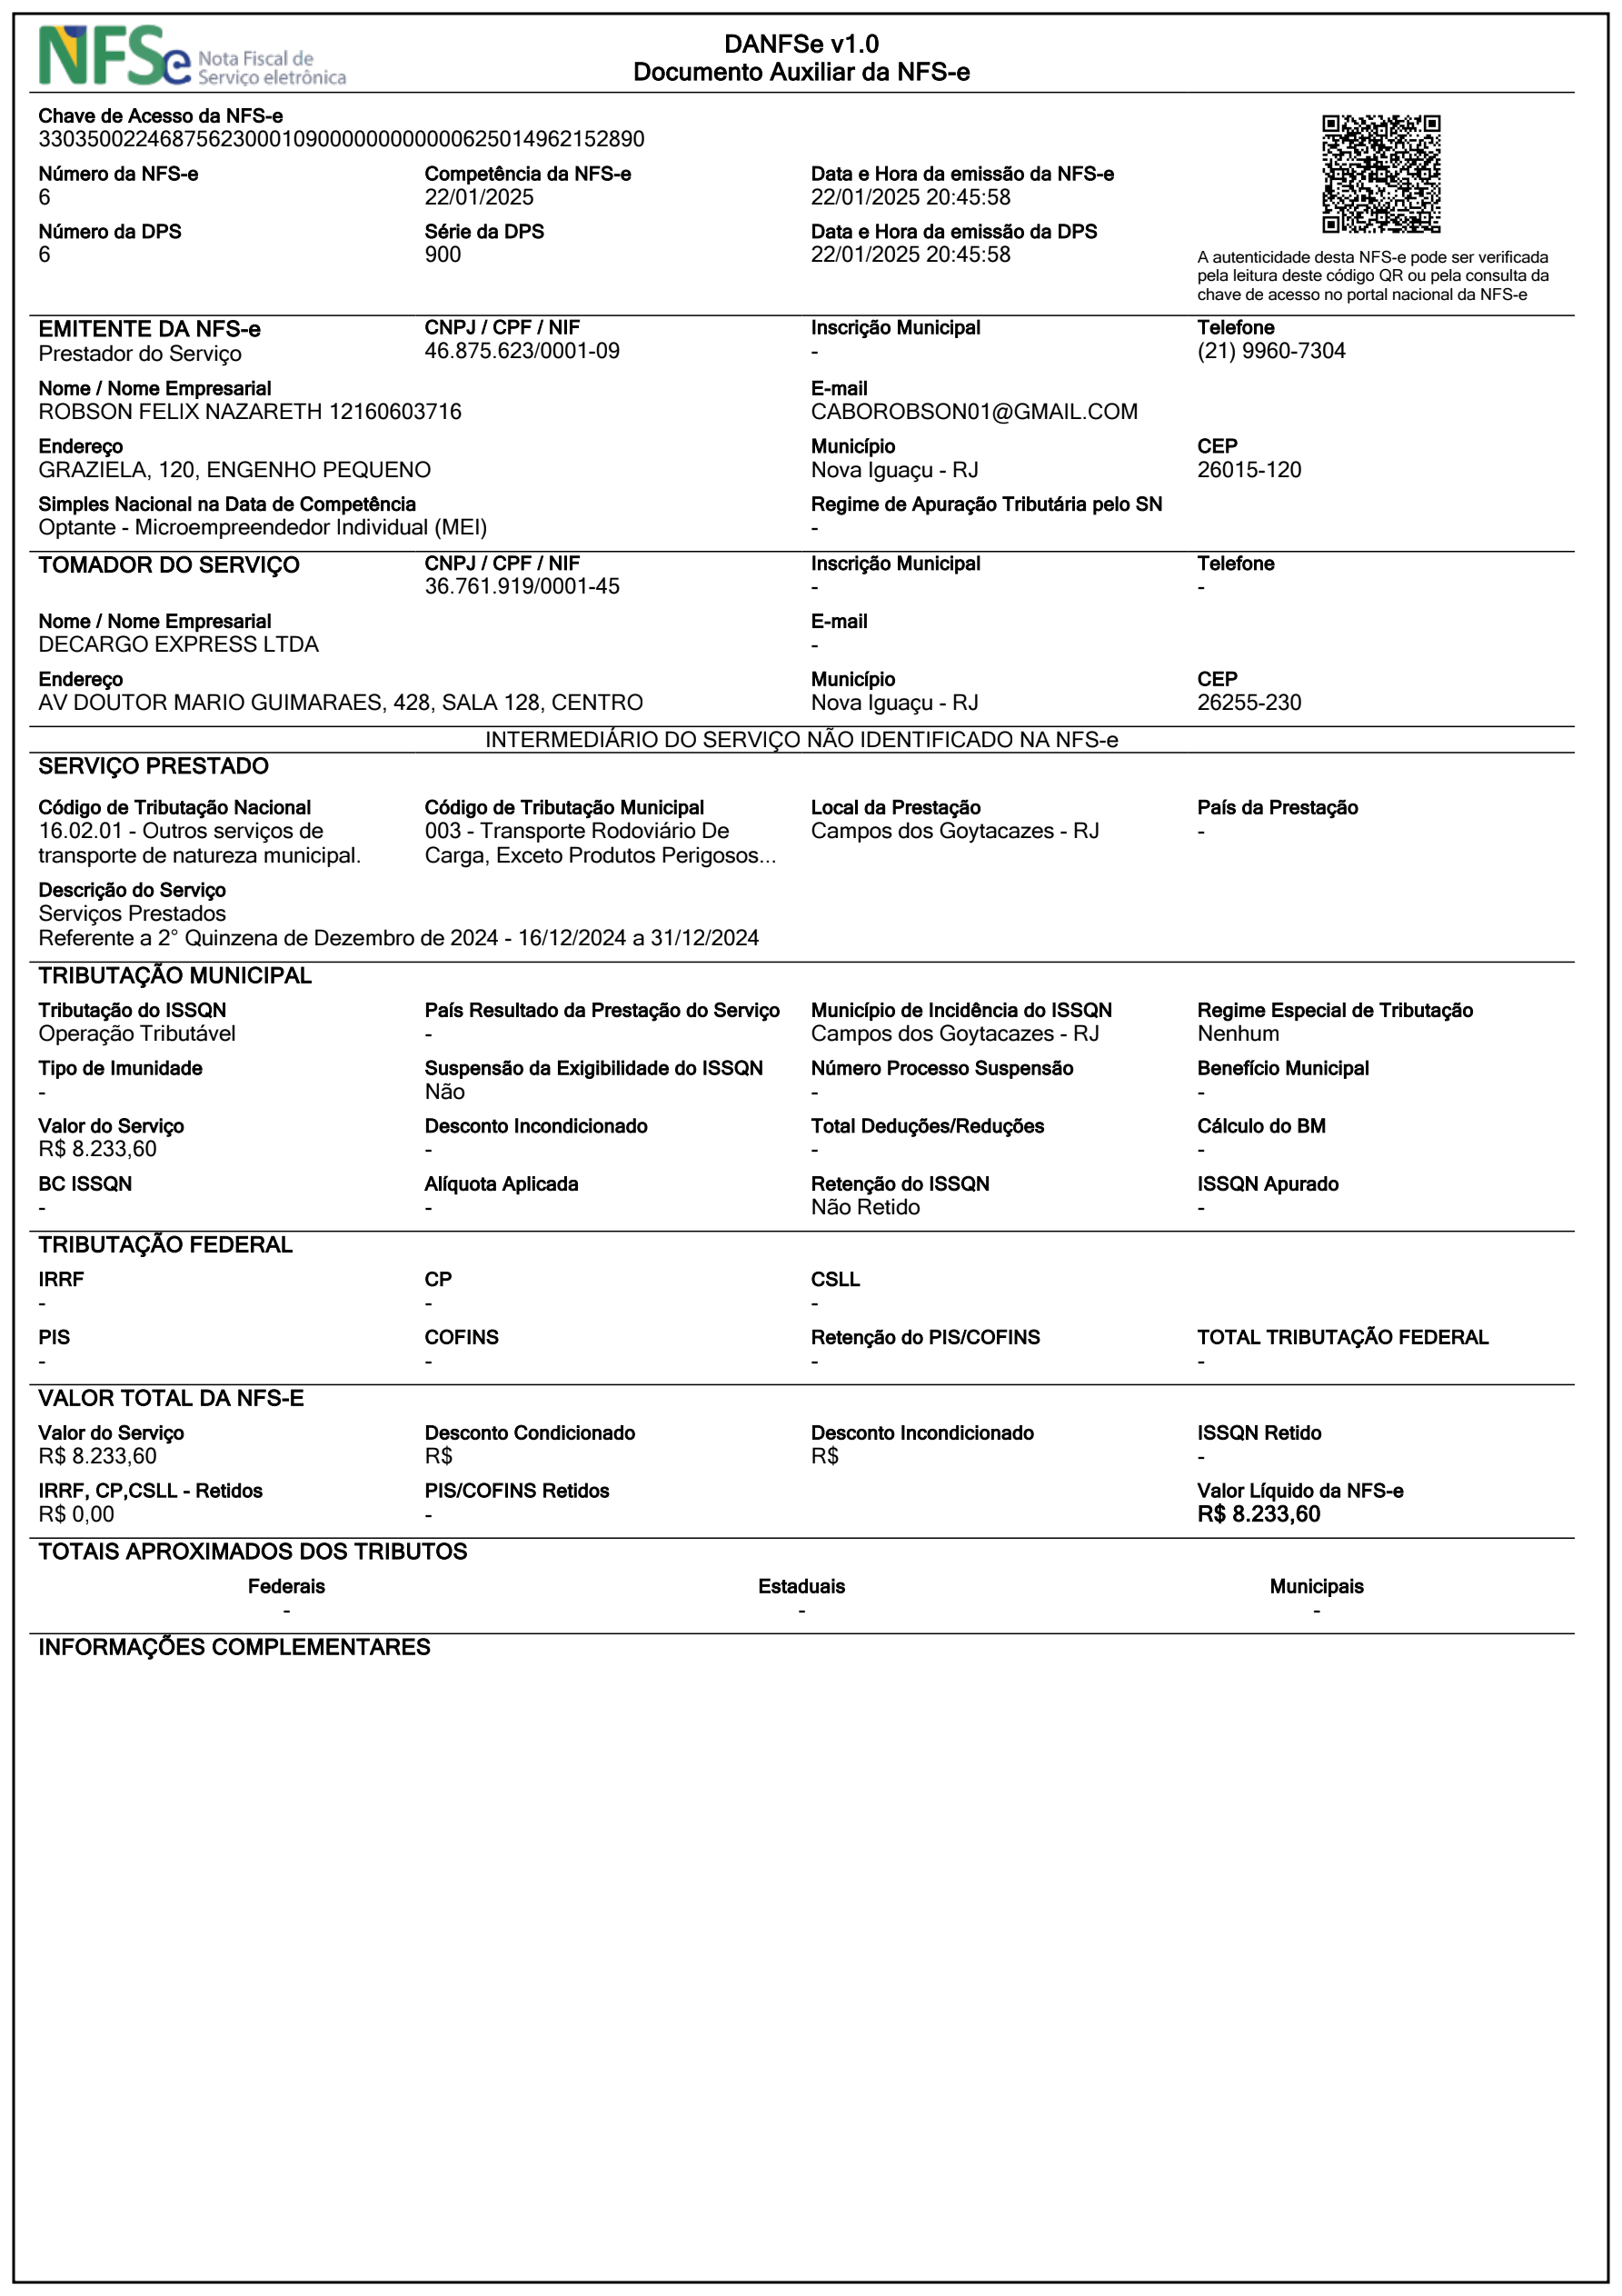 NFSe Nota Fiscal de Serviço eletrônica
DANFSe v1.0
Documento Auxiliar da NFS-e
Chave de Acesso da NFS-e
33035002246875623000109000000000000625014962152890
Número da NFS-e Competência da NFS-e Data e Hora da emissão da NFS-e
6 22/01/2025 22/01/2025 20:45:58
Número da DPS Série da DPS Data e Hora da emissão da DPS
6 900 22/01/2025 20:45:58
A autenticidade desta NFS-e pode ser verificada
pela leitura deste código QR ou pela consulta da
chave de acesso no portal nacional da NFS-e
EMITENTE DA NFS-e CNPJ / CPF / NIF Inscrição Municipal Telefone
Prestador do Serviço 46.875.623/0001-09 - (21) 9960-7304
Nome / Nome Empresarial E-mail
ROBSON FELIX NAZARETH 12160603716 CABOROBSON01@GMAIL.COM
Endereço Município CEP
GRAZIELA, 120, ENGENHO PEQUENO Nova Iguaçu - RJ 26015-120
Simples Nacional na Data de Competência Regime de Apuração Tributária pelo SN
Optante - Microempreendedor Individual (MEI) -
TOMADOR DO SERVIÇO CNPJ / CPF / NIF Inscrição Municipal Telefone
36.761.919/0001-45 - -
Nome / Nome Empresarial E-mail
DECARGO EXPRESS LTDA -
Endereço Município CEP
AV DOUTOR MARIO GUIMARAES, 428, SALA 128, CENTRO Nova Iguaçu - RJ 26255-230
INTERMEDIÁRIO DO SERVIÇO NÃO IDENTIFICADO NA NFS-e
SERVIÇO PRESTADO
Código de Tributação Nacional Código de Tributação Municipal Local da Prestação País da Prestação
16.02.01 - Outros serviços de 003 - Transporte Rodoviário De Campos dos Goytacazes - RJ -
transporte de natureza municipal. Carga, Exceto Produtos Perigosos...
Descrição do Serviço
Serviços Prestados
Referente a 2° Quinzena de Dezembro de 2024 - 16/12/2024 a 31/12/2024
TRIBUTAÇÃO MUNICIPAL
Tributação do ISSQN País Resultado da Prestação do Serviço Município de Incidência do ISSQN Regime Especial de Tributação
Operação Tributável - Campos dos Goytacazes - RJ Nenhum
Tipo de Imunidade Suspensão da Exigibilidade do ISSQN Número Processo Suspensão Benefício Municipal
- Não - -
Valor do Serviço Desconto Incondicionado Total Deduções/Reduções Cálculo do BM
R$ 8.233,60 - - -
BC ISSQN Alíquota Aplicada Retenção do ISSQN ISSQN Apurado
- - Não Retido -
TRIBUTAÇÃO FEDERAL
IRRF CP CSLL
- - -
PIS COFINS Retenção do PIS/COFINS TOTAL TRIBUTAÇÃO FEDERAL
- - - -
VALOR TOTAL DA NFS-E
Valor do Serviço Desconto Condicionado Desconto Incondicionado ISSQN Retido
R$ 8.233,60 R$ R$ -
IRRF, CP,CSLL - Retidos PIS/COFINS Retidos Valor Líquido da NFS-e
R$ 0,00 - R$ 8.233,60
TOTAIS APROXIMADOS DOS TRIBUTOS
Federais Estaduais Municipais
- - -
INFORMAÇÕES COMPLEMENTARES